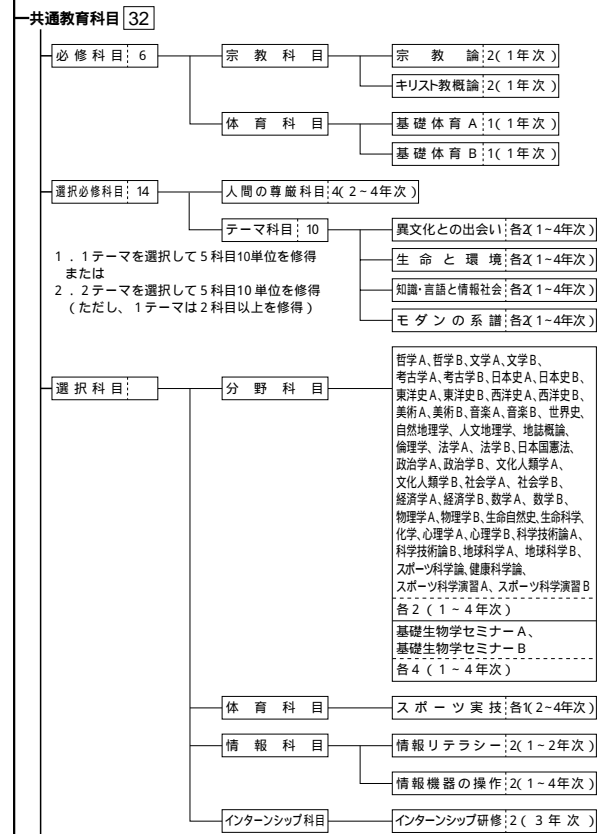 共通教育科目 32
必修科目 6
宗教科目
宗教論 2(1年次)
キリスト教概論 2(1年次)
体育科目
基礎体育A 1(1年次)
基礎体育B 1(1年次)
選択必修科目 14
人間の尊厳科目 4(2~4年次)
テーマ科目 10
異文化との出会い 各2(1~4年次)
1．1テーマを選択して5科目10単位を修得
または
2．2テーマを選択して5科目10単位を修得
(ただし、1テーマは2科目以上を修得)
生命と環境 各2(1~4年次)
知識・言語と情報社会 各2(1~4年次)
モダンの系譜 各2(1~4年次)
選択科目
分野科目
哲学A、哲学B、文学A、文学B、
考古学A、考古学B、日本史A、日本史B、
東洋史A、東洋史B、西洋史A、西洋史B、
美術A、美術B、音楽A、音楽B、世界史、
自然地理学、人文地理学、地誌概論、
倫理学、法学A、法学B、日本国憲法、
政治学A、政治学B、文化人類学A、
文化人類学B、社会学A、社会学B、
経済学A、経済学B、数学A、数学B、
物理学A、物理学B、生命自然史、生命科学、
化学、心理学A、心理学B、科学技術論A、
科学技術論B、地球科学A、地球科学B、
スポーツ科学論、健康科学論、
スポーツ科学演習A、スポーツ科学演習B
各2(1~4年次)
基礎生物学セミナーA、
基礎生物学セミナーB
各4(1~4年次)
体育科目
スポーツ実技 各1(2~4年次)
情報科目
情報リテラシー 2(1~2年次)
情報機器の操作 2(1~4年次)
インターンシップ科目
インターンシップ研修 2(3年次)